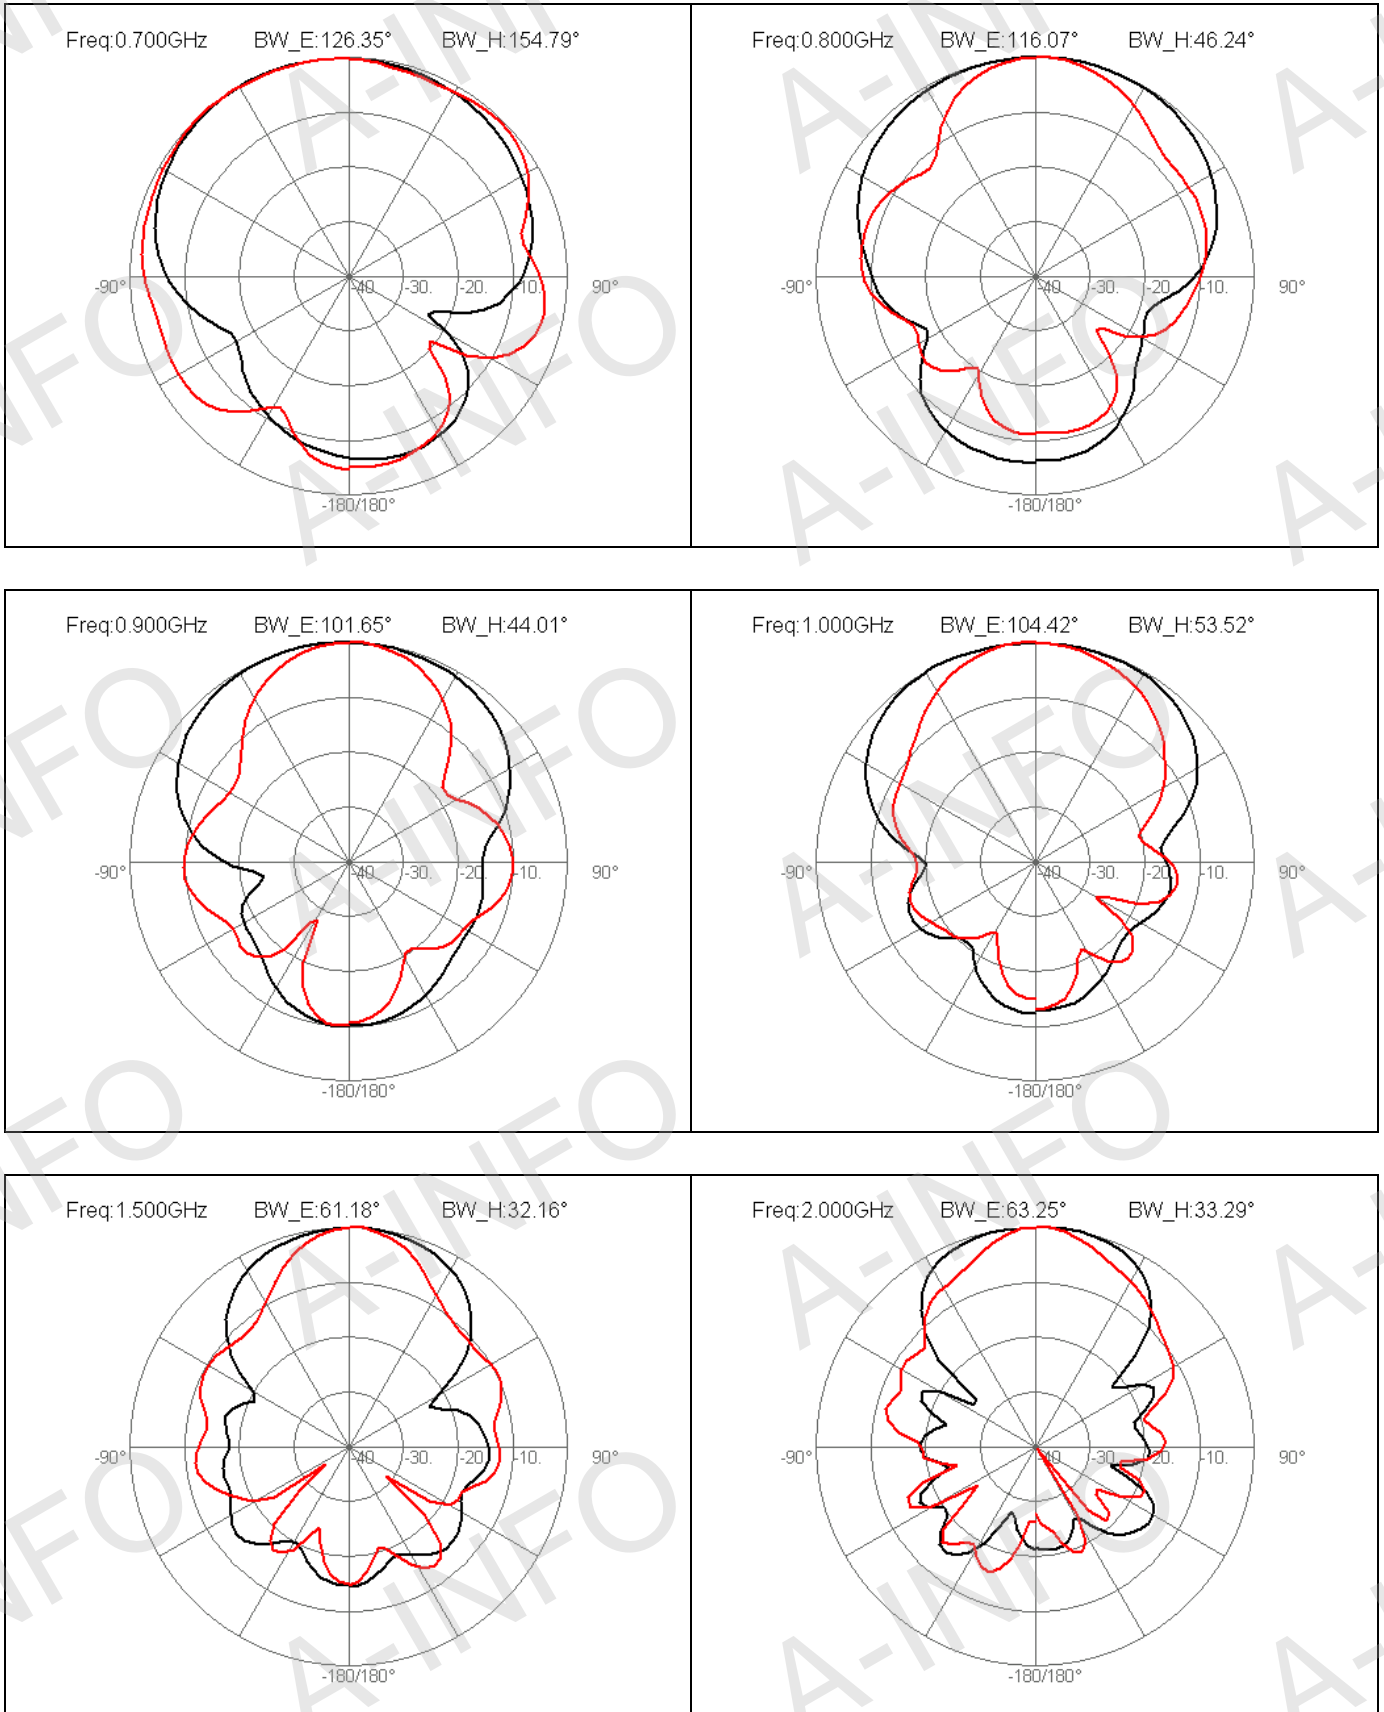 Freq:0.700GHz BW_E:126.35° BW_H:154.79°
-90° -40 -30. -20. -10. 90°
-180/180°
Freq:0.800GHz BW_E:116.07° BW_H:46.24°
-90° -40 -30. -20. -10. 90°
-180/180°
Freq:0.900GHz BW_E:101.65° BW_H:44.01°
-90° -40 -30. -20. -10. 90°
-180/180°
Freq:1.000GHz BW_E:104.42° BW_H:53.52°
-90° -40 -30. -20. -10. 90°
-180/180°
Freq:1.500GHz BW_E:61.18° BW_H:32.16°
-90° -40 -30. -20. -10. 90°
-180/180°
Freq:2.000GHz BW_E:63.25° BW_H:33.29°
-90° -40 -30. -20. -10. 90°
-180/180°
A-INFO